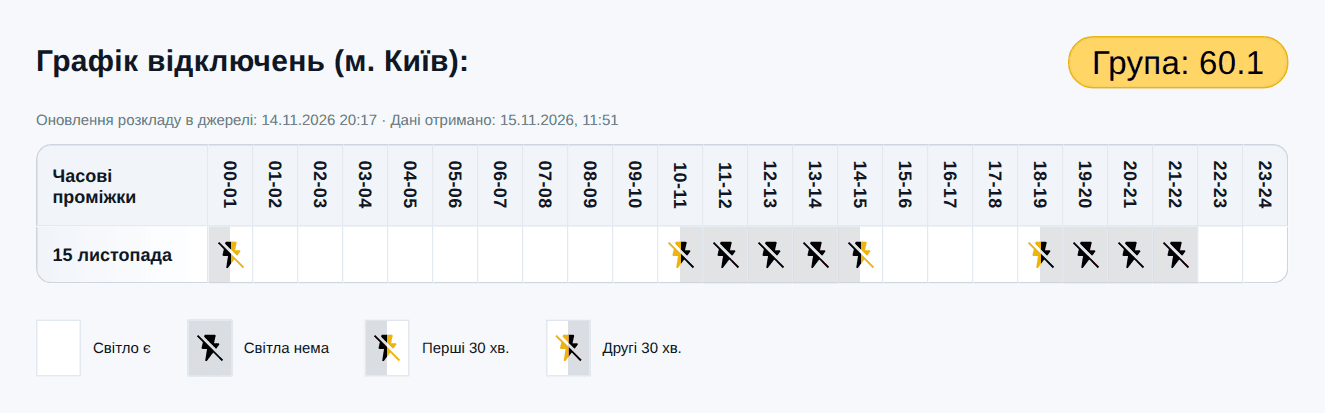 Графік відключень (м. Київ):
Група: 60.1
Оновлення розкладу в джерелі: 14.11.2026 20:17 · Дані отримано: 15.11.2026, 11:51
Часові
проміжки
00-01
01-02
02-03
03-04
04-05
05-06
06-07
07-08
08-09
09-10
10-11
11-12
12-13
13-14
14-15
15-16
16-17
17-18
18-19
19-20
20-21
21-22
22-23
23-24
15 листопада
Світло є
Світла нема
Перші 30 хв.
Другі 30 хв.